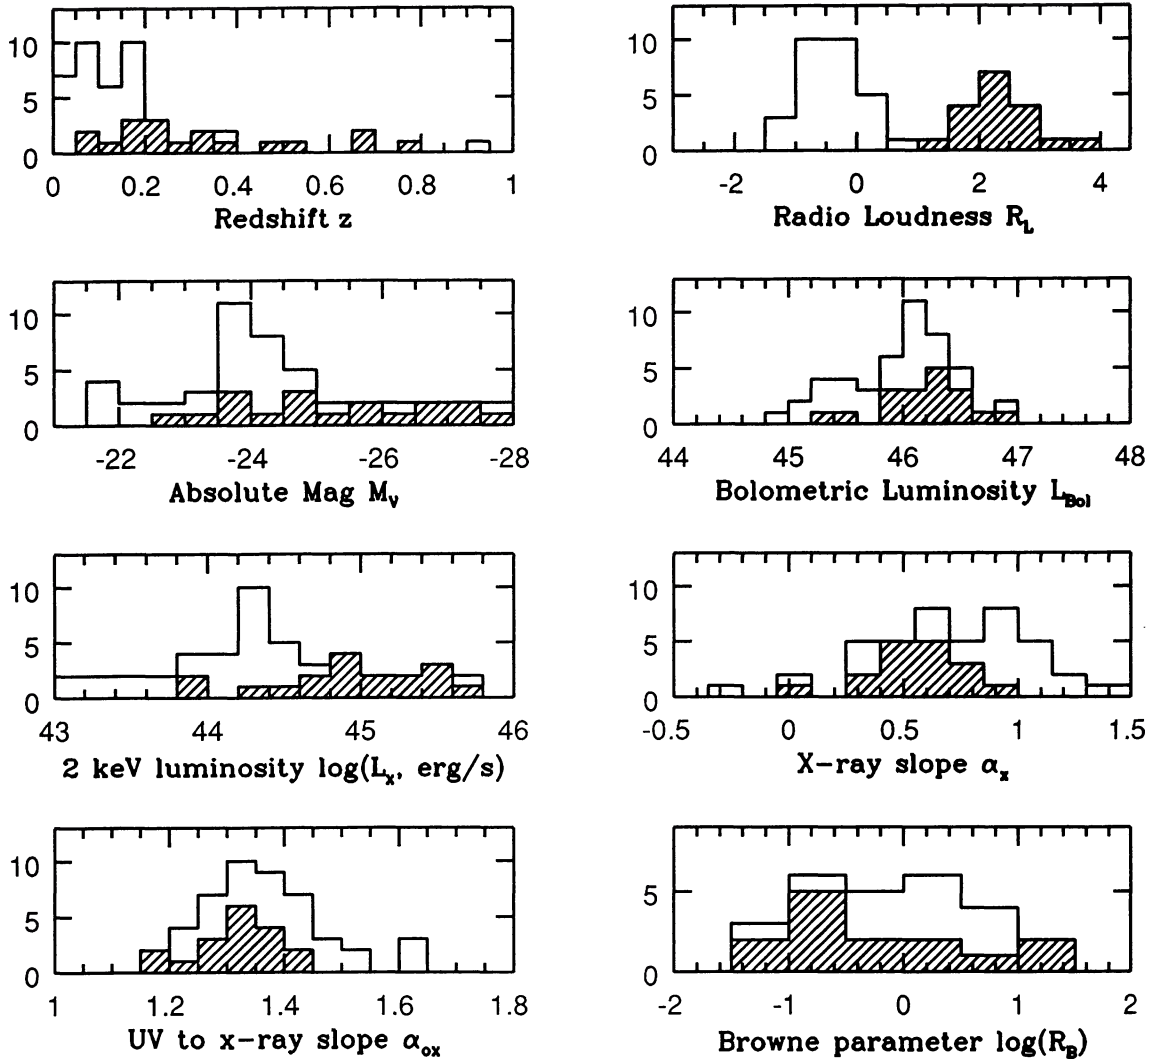 10
5
0
0 0.2 0.4 0.6 0.8 1
Redshift z
10
5
0
-2 0 2 4
Radio Loudness R_L
10
5
0
-22 -24 -26 -28
Absolute Mag M_V
10
5
0
44 45 46 47 48
Bolometric Luminosity L_Bol
10
5
0
43 44 45 46
2 keV luminosity log(L_x, erg/s)
10
5
0
-0.5 0 0.5 1 1.5
X-ray slope α_x
10
5
0
1 1.2 1.4 1.6 1.8
UV to x-ray slope α_ox
5
0
-2 -1 0 1 2
Browne parameter log(R_B)